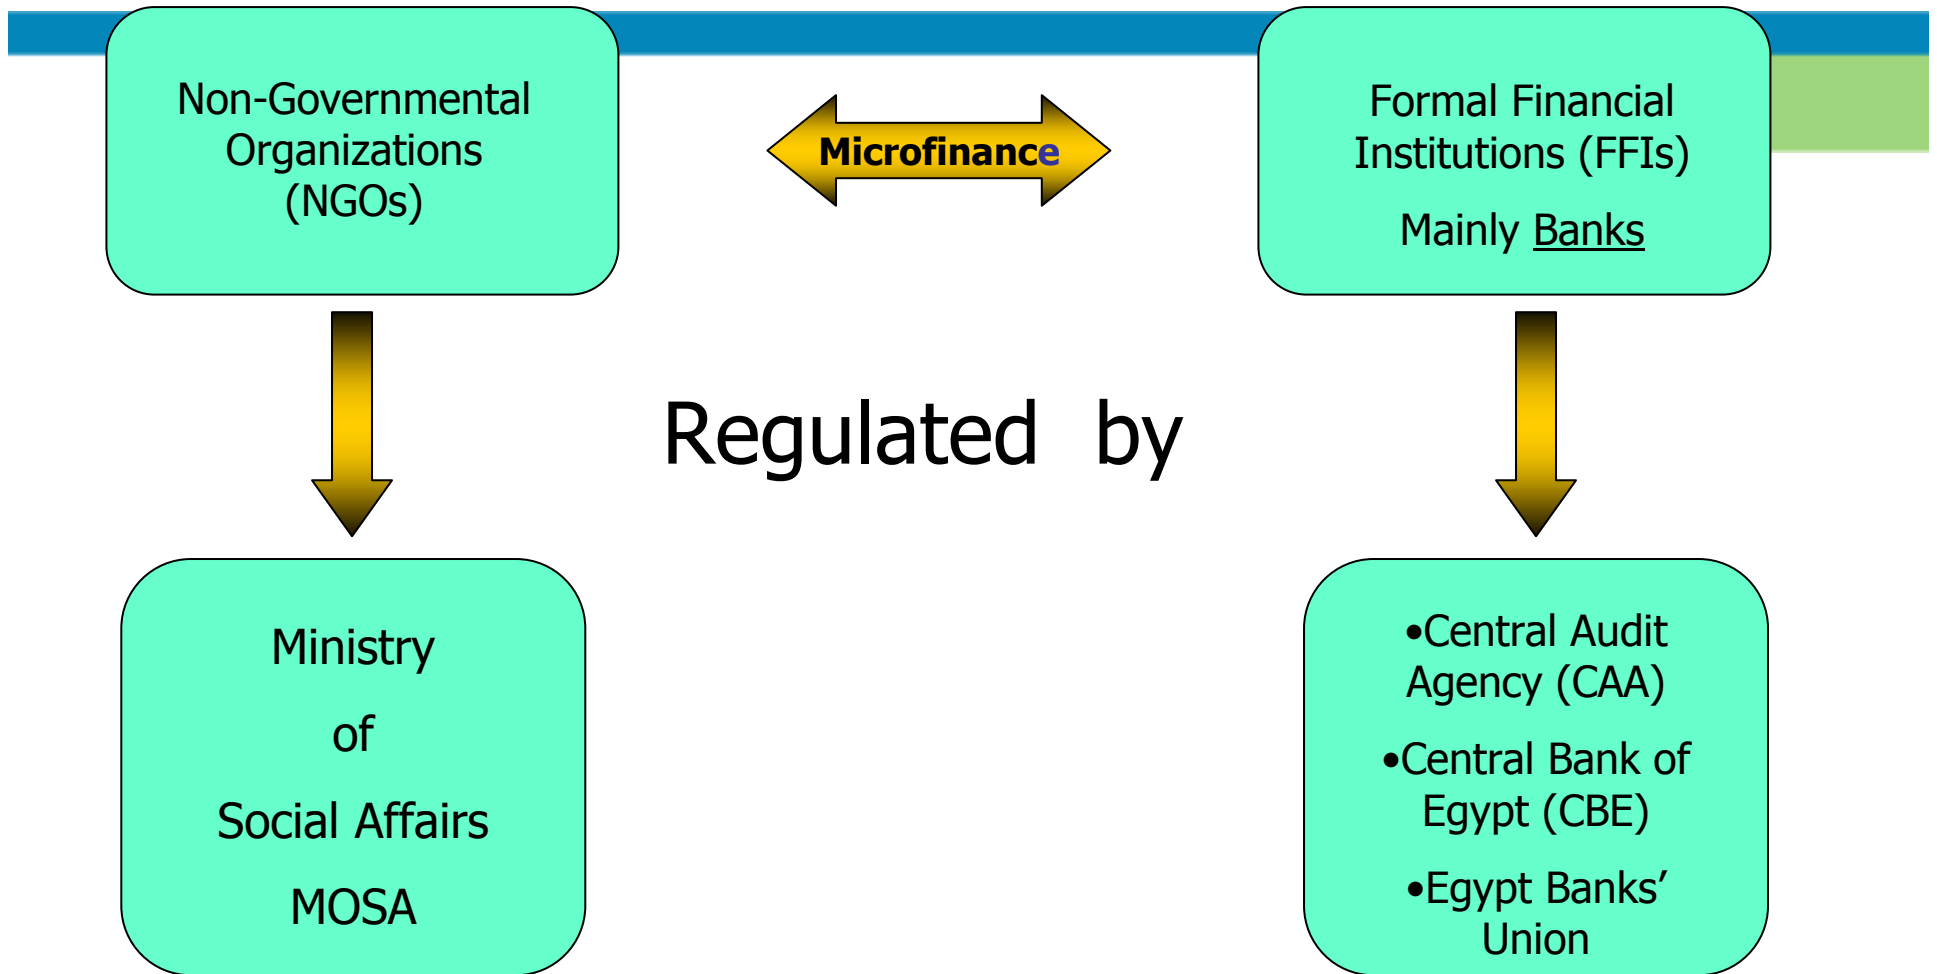 Non-Governmental
Organizations
(NGOs)
Microfinance
Formal Financial
Institutions (FFIs)
Mainly Banks
Regulated by
Ministry
of
Social Affairs
MOSA
•Central Audit
Agency (CAA)
•Central Bank of
Egypt (CBE)
•Egypt Banks’
Union